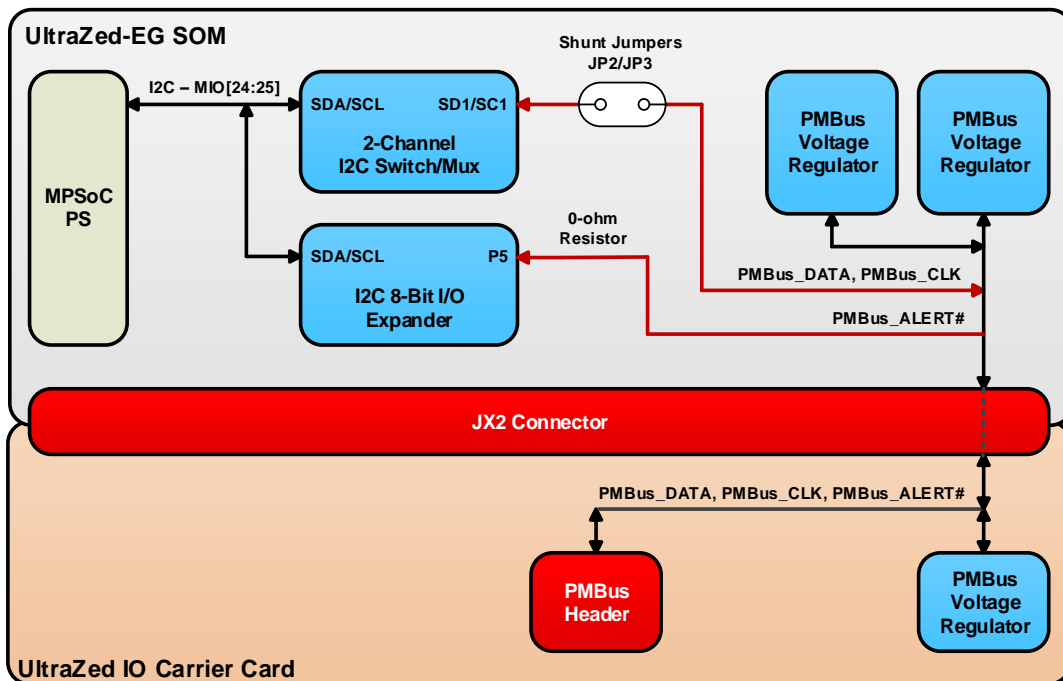 UltraZed-EG SOM
Shunt Jumpers
JP2/JP3
I2C – MIO[24:25]
SDA/SCL
SD1/SC1
2-Channel
I2C Switch/Mux
PMBus
Voltage
Regulator
PMBus
Voltage
Regulator
MPSoC
PS
0-ohm
Resistor
SDA/SCL
P5
I2C 8-Bit I/O
Expander
PMBus_DATA, PMBus_CLK
PMBus_ALERT#
JX2 Connector
PMBus_DATA, PMBus_CLK, PMBus_ALERT#
PMBus
Header
PMBus
Voltage
Regulator
UltraZed IO Carrier Card